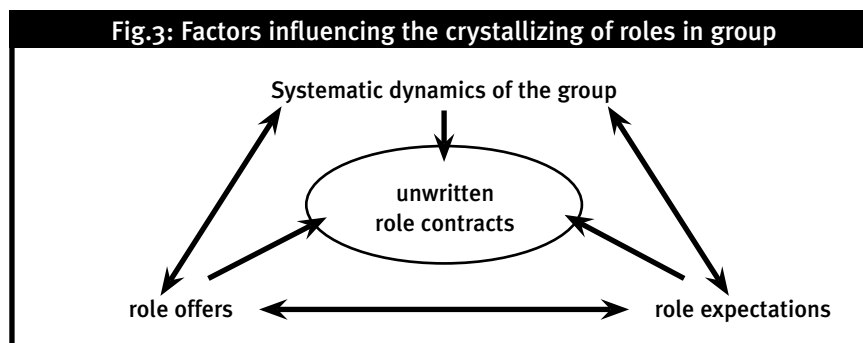 Fig.3: Factors influencing the crystallizing of roles in group
Systematic dynamics of the group
unwritten
role contracts
role offers
role expectations